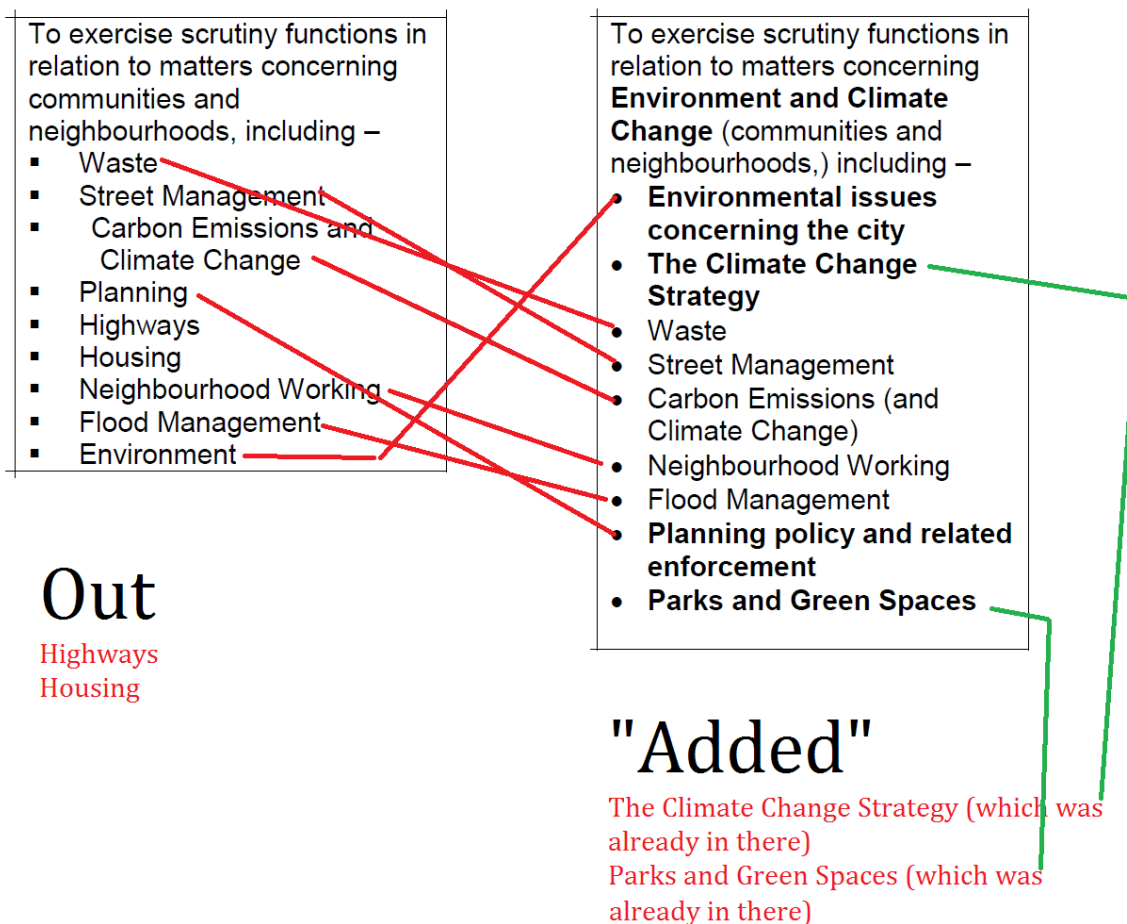 To exercise scrutiny functions in
relation to matters concerning
communities and
neighbourhoods, including –
▪ Waste
▪ Street Management
▪ Carbon Emissions and
Climate Change
▪ Planning
▪ Highways
▪ Housing
▪ Neighbourhood Working
▪ Flood Management
▪ Environment
Out
Highways
Housing
To exercise scrutiny functions in
relation to matters concerning
Environment and Climate
Change (communities and
neighbourhoods,) including –
• Environmental issues
concerning the city
• The Climate Change
Strategy
• Waste
• Street Management
• Carbon Emissions (and
Climate Change)
• Neighbourhood Working
• Flood Management
• Planning policy and related
enforcement
• Parks and Green Spaces
"Added"
The Climate Change Strategy (which was
already in there)
Parks and Green Spaces (which was
already in there)